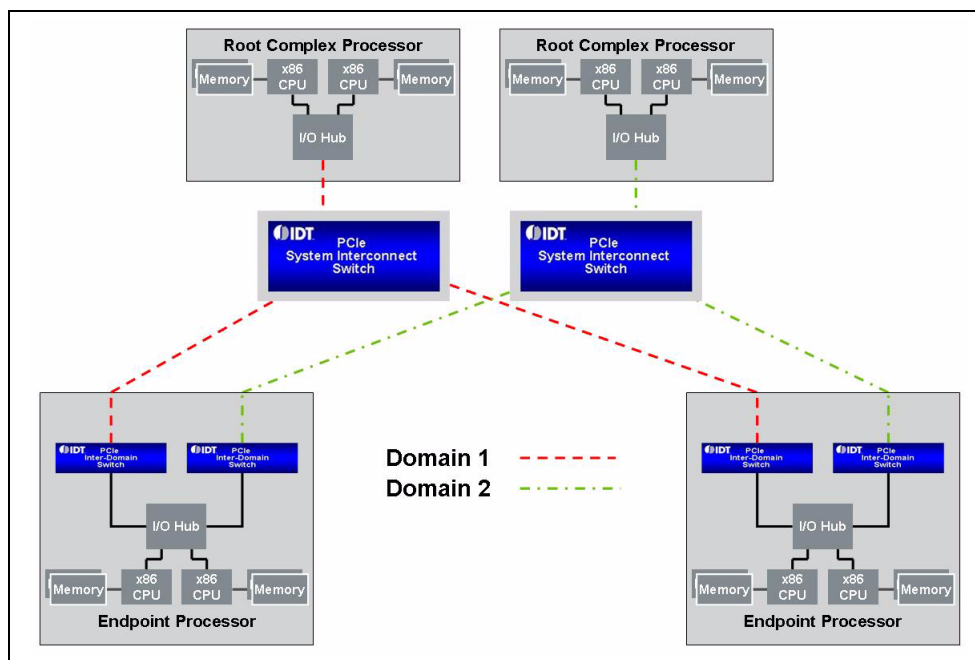 Root Complex Processor
Memory
x86
CPU
x86
CPU
Memory
I/O Hub
Root Complex Processor
Memory
x86
CPU
x86
CPU
Memory
I/O Hub
IDT
PCIe
System Interconnect
Switch
IDT
PCIe
System Interconnect
Switch
IDT
PCIe
Inter-Domain
Switch
IDT
PCIe
Inter-Domain
Switch
I/O Hub
Memory
x86
CPU
x86
CPU
Memory
Endpoint Processor
Domain 1
Domain 2
IDT
PCIe
Inter-Domain
Switch
IDT
PCIe
Inter-Domain
Switch
I/O Hub
Memory
x86
CPU
x86
CPU
Memory
Endpoint Processor